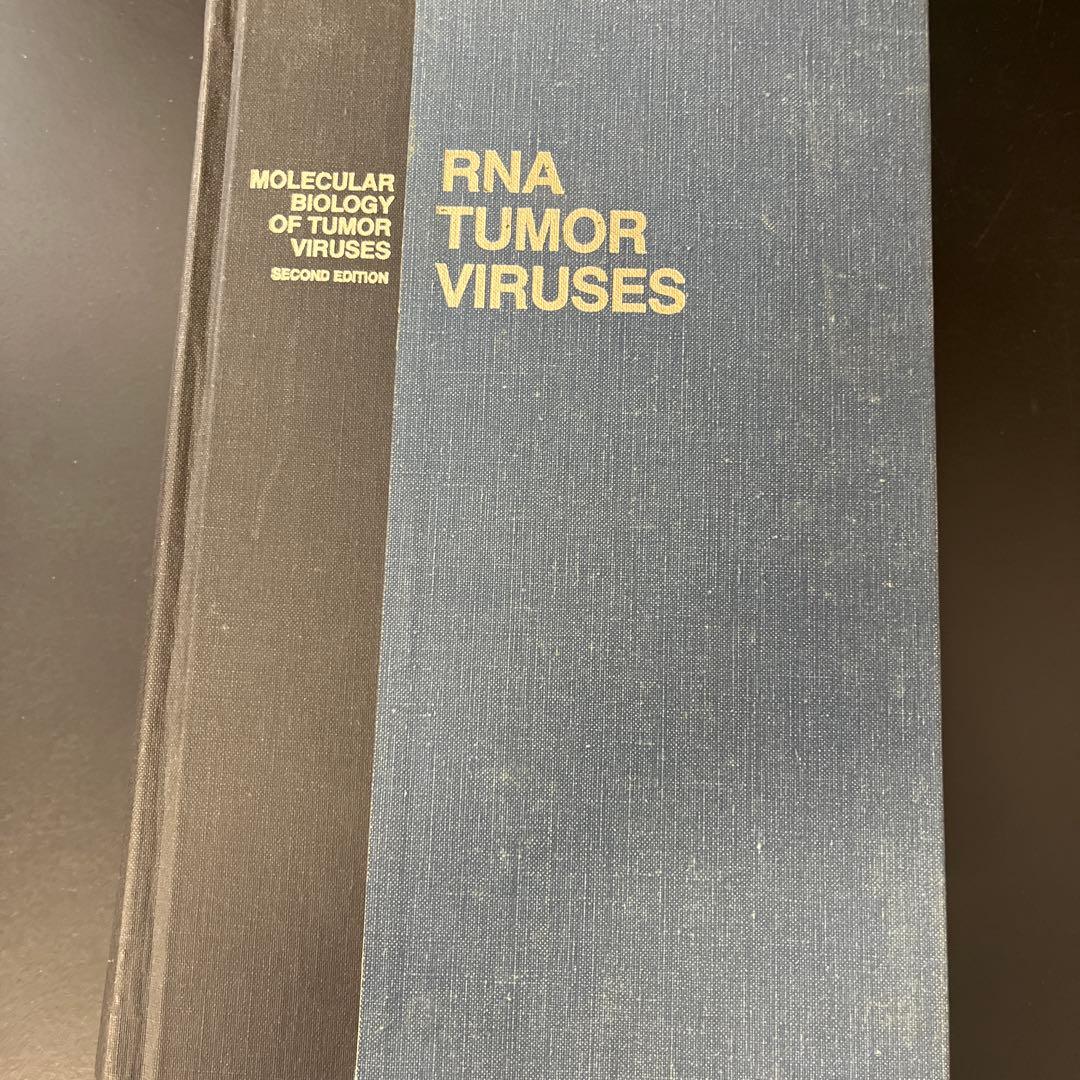 MOLECULAR
BIOLOGY
OF TUMOR
VIRUSES
SECOND EDITION
RNA
TUMOR
VIRUSES